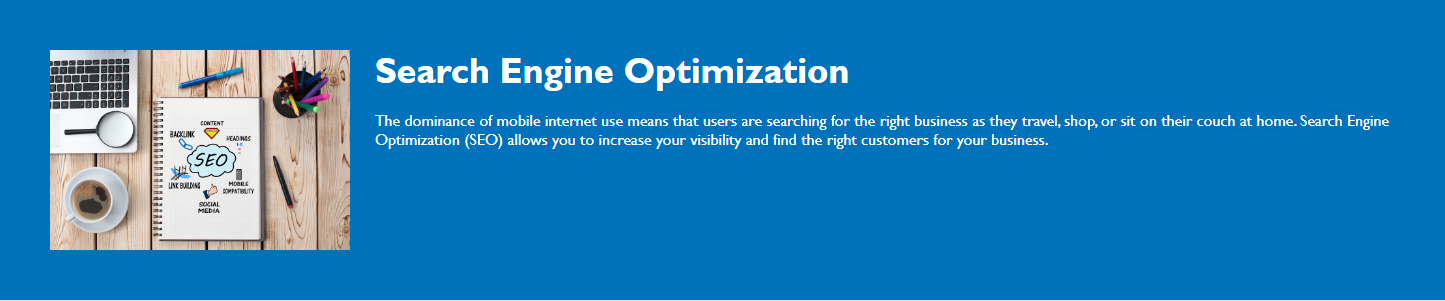 Search Engine Optimization
The dominance of mobile internet use means that users are searching for the right business as they travel, shop, or sit on their couch at home. Search Engine
Optimization (SEO) allows you to increase your visibility and find the right customers for your business.
CONTENT
BACKLINK
HEADINGS
SEO
LINK BUILDING
MOBILE
COMPATIBILITY
SOCIAL
MEDIA